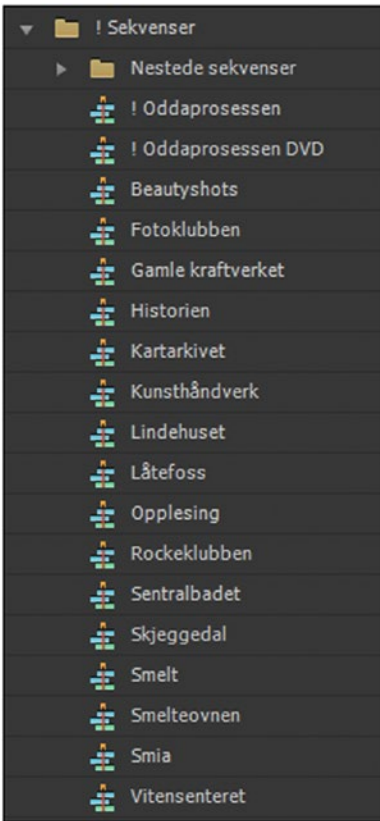 ! Sekvenser
Nestede sekvenser
! Oddaprosessen
! Oddaprosessen DVD
Beautyshots
Fotoklubben
Gamle kraftverket
Historien
Kartarkivet
Kunsthåndverk
Lindehuset
Låtefoss
Opplesing
Rockeklubben
Sentralbadet
Skjeggedal
Smelt
Smelteovnen
Smia
Vitensenteret